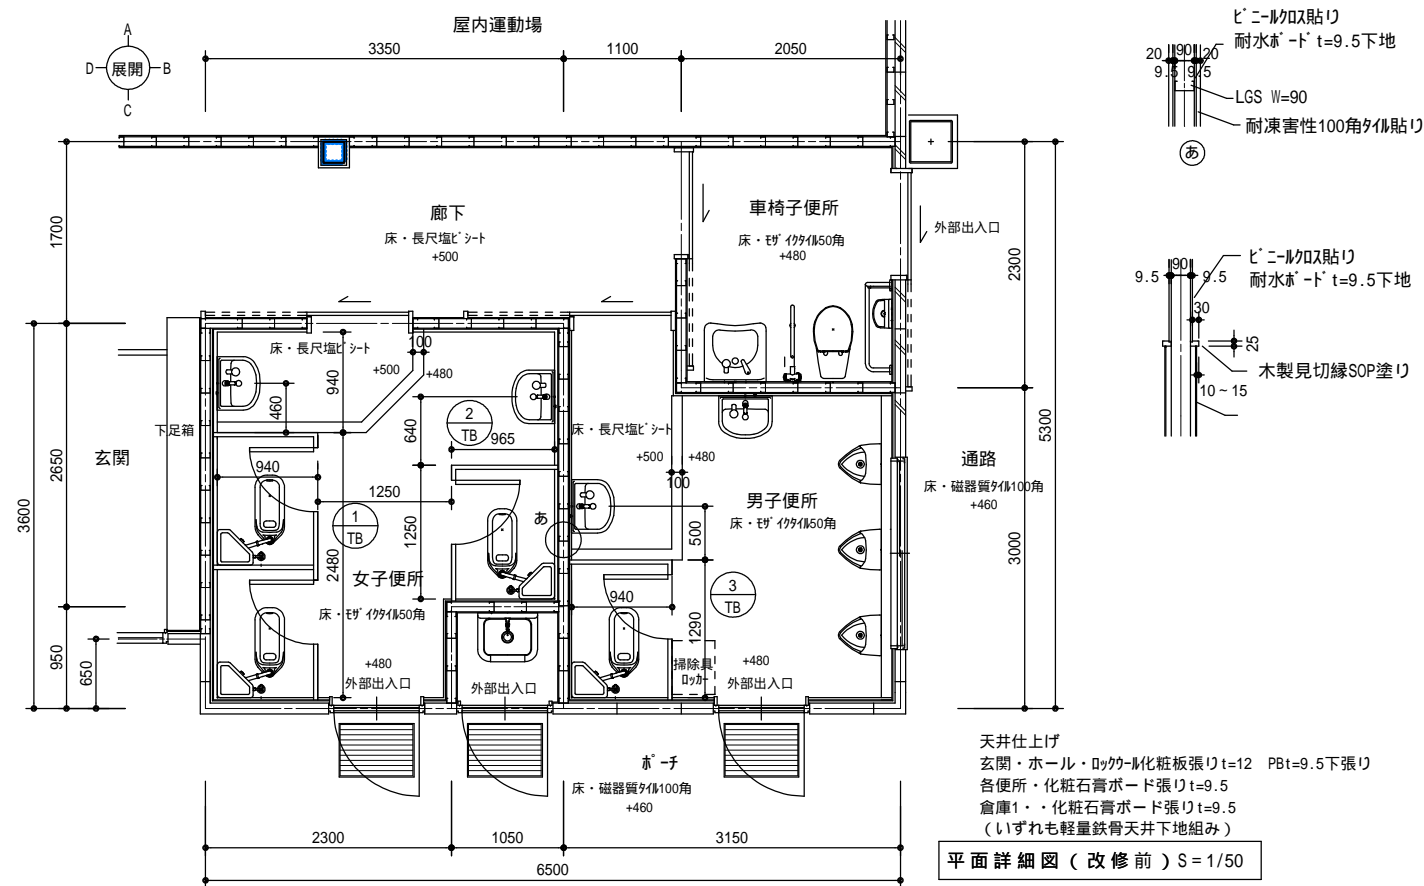 屋内運動場
A
D 展開 B
C
3350
1100
2050
1700
廊下
床・長尺塩ビシート
+500
車椅子便所
床・モザイクタイル50角
+480
外部出入口
2300
床・長尺塩ビシート
100
+500
+480
940
460
下足箱
玄関
2650
3600
5300
2
TB
640
965
床・長尺塩ビシート
+500
+480
100
940
1250
1
TB
1250
あ
2480
女子便所
床・モザイクタイル50角
男子便所
床・モザイクタイル50角
500
通路
床・磁器質タイル100角
+460
3000
3
TB
940
1290
950
650
+480
外部出入口
外部出入口
掃除具
ロッカー
+480
外部出入口
ポーチ
床・磁器質タイル100角
+460
2300
1050
3150
6500
ビニールクロス貼り
耐水ボードt=9.5下地
20
90
20
9.5
9.5
LGS W=90
耐凍害性100角タイル貼り
あ
ビニールクロス貼り
耐水ボードt=9.5下地
9.5
90
9.5
30
25
木製見切縁SOP塗り
10~15
天井仕上げ
玄関・ホール・ロックウール化粧板張りt=12 PBt=9.5下張り
各便所・化粧石膏ボード張りt=9.5
倉庫1・・化粧石膏ボード張りt=9.5
(いずれも軽量鉄骨天井下地組み)
平面詳細図(改修前)S=1/50